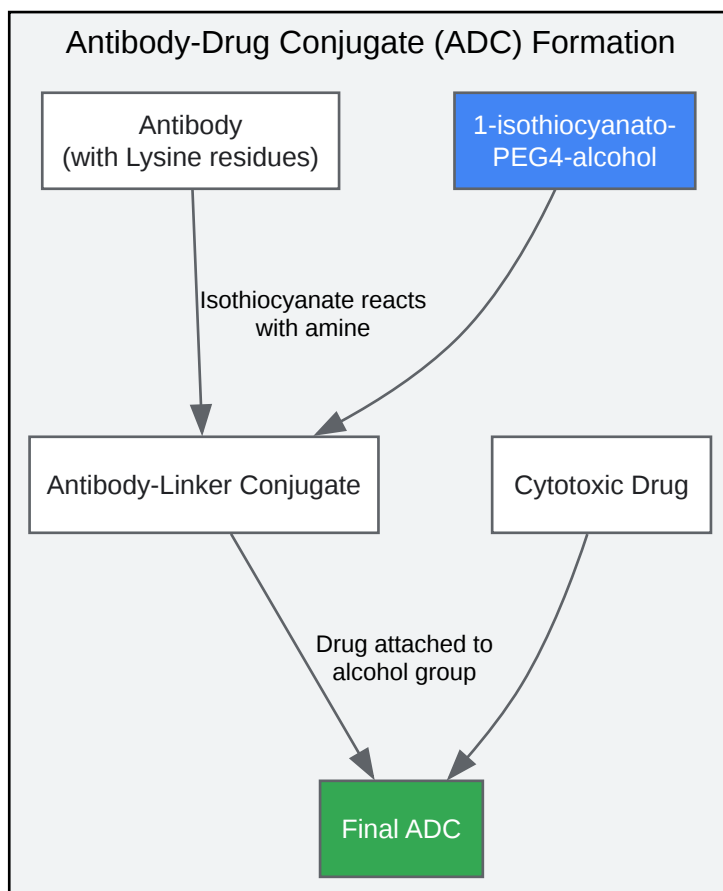 Antibody-Drug Conjugate (ADC) Formation
Antibody
(with Lysine residues)
1-isothiocyanato-
PEG4-alcohol
Isothiocyanate reacts
with amine
Antibody-Linker Conjugate
Cytotoxic Drug
Drug attached to
alcohol group
Final ADC